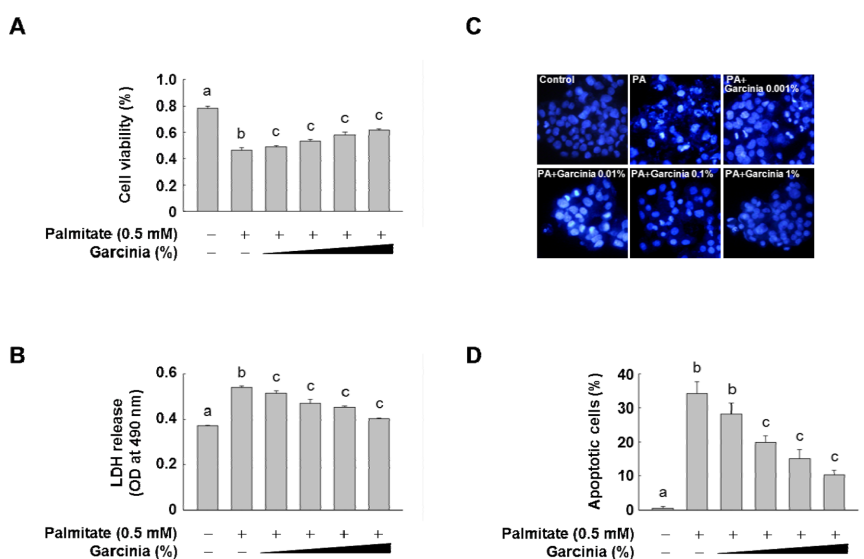 A
Cell viability (%)
1.0
0.8
0.6
0.4
0.2
0
a
b
c
c
c
c
Palmitate (0.5 mM) – + + + + +
Garcinia (%) – –
C
Control
PA
PA+
Garcinia 0.001%
PA+Garcinia 0.01%
PA+Garcinia 0.1%
PA+Garcinia 1%
B
LDH release
(OD at 490 nm)
0.6
0.4
0.2
0
a
b
c
c
c
c
Palmitate (0.5 mM) – + + + + +
Garcinia (%) – –
D
Apoptotic cells (%)
40
30
20
10
0
a
b
b
c
c
c
Palmitate (0.5 mM) – + + + + +
Garcinia (%) – –